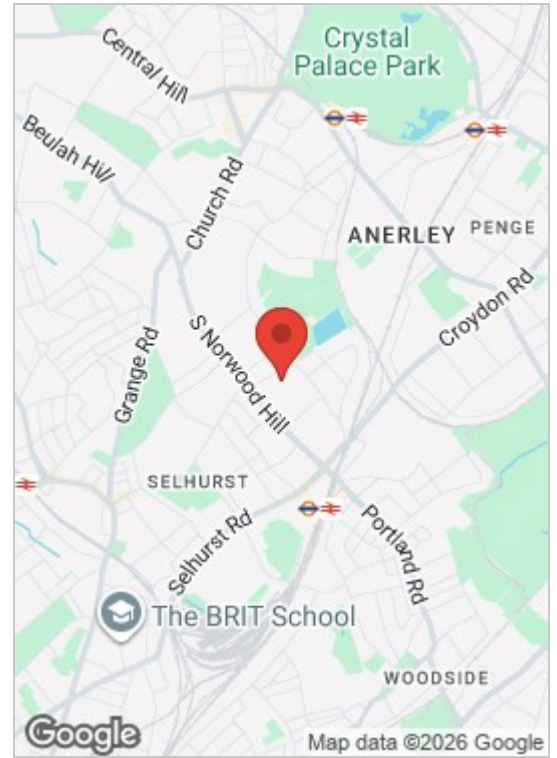 Central Hill
Crystal
Palace Park
Beulah Hill
Church Rd
ANERLEY
PENGE
Croydon Rd
S Norwood Hill
Grange Rd
SELHURST
Selhurst Rd
Portland Rd
The BRIT School
WOODSIDE
Google
Map data ©2026 Google